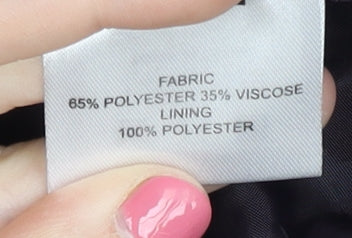 FABRIC
65% POLYESTER 35% VISCOSE
LINING
100% POLYESTER